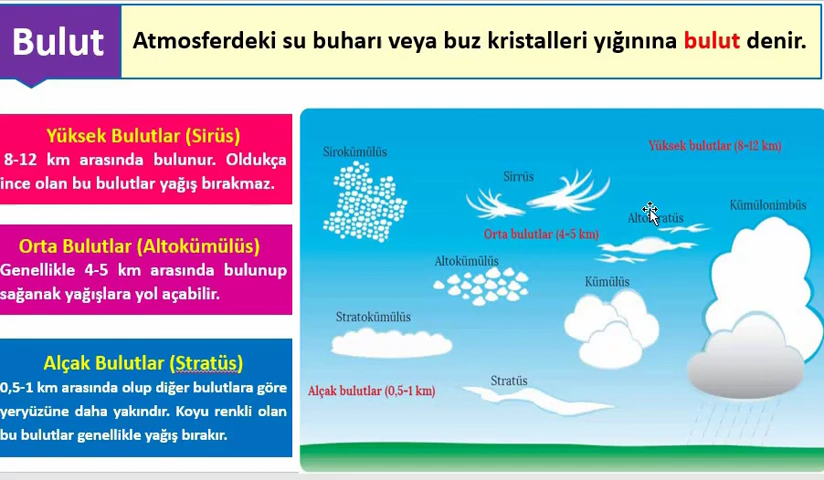 Bulut
Atmosferdeki su buharı veya buz kristalleri yığınına bulut denir.
Yüksek Bulutlar (Sirüs)
8-12 km arasında bulunur. Oldukça
ince olan bu bulutlar yağış bırakmaz.
Orta Bulutlar (Altokümülüs)
Genellikle 4-5 km arasında bulunup
sağanak yağışlara yol açabilir.
Alçak Bulutlar (Stratüs)
0,5-1 km arasında olup diğer bulutlara göre
yeryüzüne daha yakındır. Koyu renkli olan
bu bulutlar genellikle yağış bırakır.
Yüksek bulutlar (8-12 km)
Sirokümülüs
Sirrüs
Kümülonimbüs
Orta bulutlar (4-5 km)
Altokümülüs
Kümülüs
Stratokümülüs
Stratüs
Alçak bulutlar (0,5-1 km)